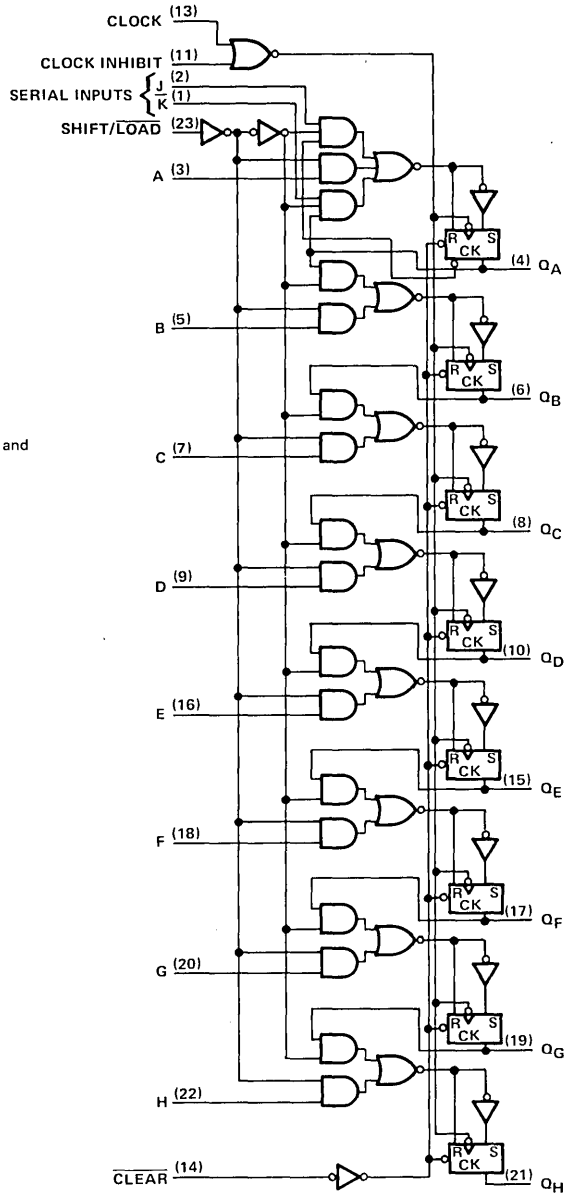 CLOCK (13)
CLOCK INHIBIT (11)
SERIAL INPUTS { J (2)
K̅ (1)
SHIFT/L̅O̅A̅D̅ (23)
A (3)
R S
CK
(4) QA
B (5)
R S
CK
(6) QB
and
C (7)
R S
CK
(8) QC
D (9)
R S
CK
(10) QD
E (16)
R S
CK
(15) QE
F (18)
R S
CK
(17) QF
G (20)
R S
CK
(19) QG
H (22)
R S
CK
C̅L̅E̅A̅R̅ (14)
(21) QH